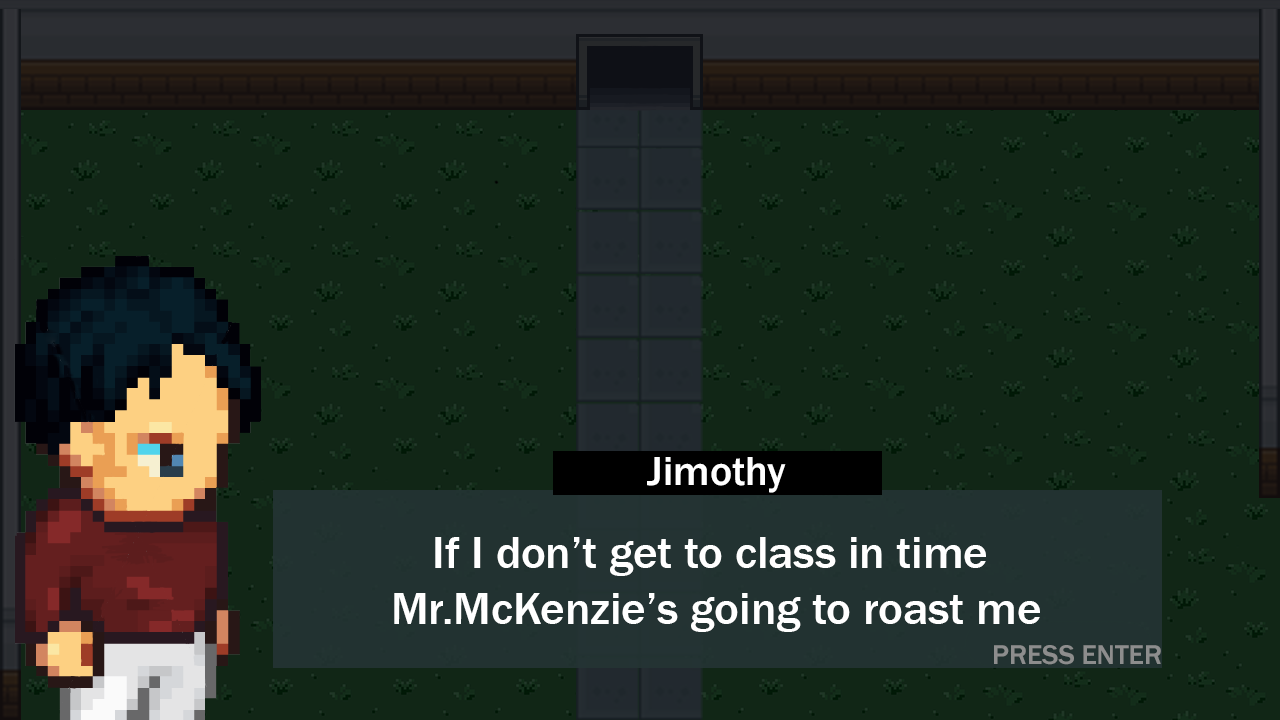 Jimothy
If I don’t get to class in time
Mr.McKenzie’s going to roast me
PRESS ENTER